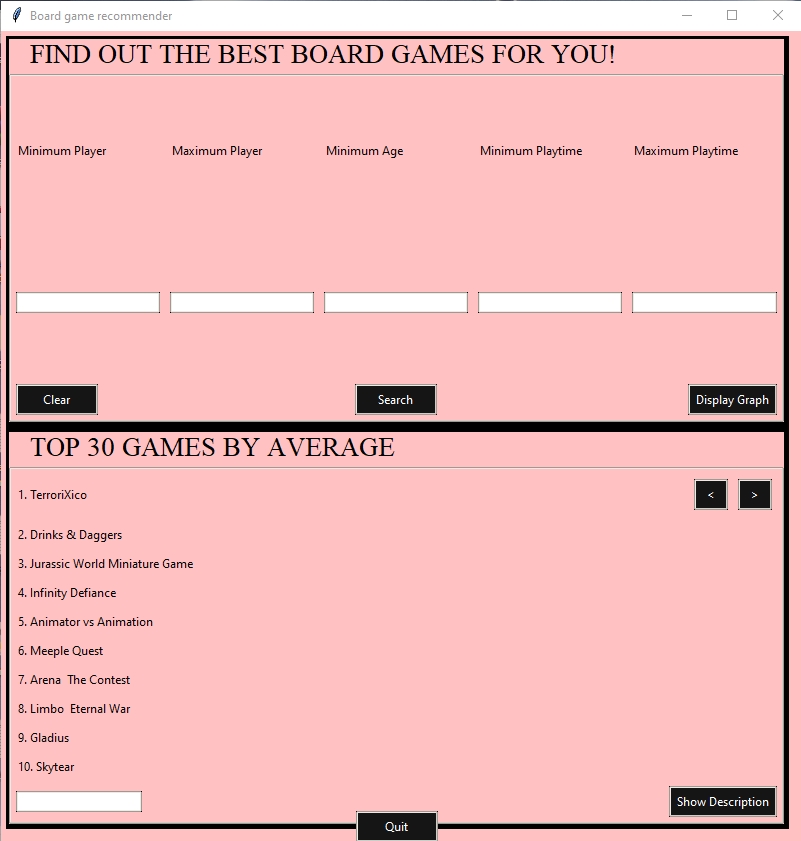 Board game recommender
FIND OUT THE BEST BOARD GAMES FOR YOU!
Minimum Player Maximum Player Minimum Age Minimum Playtime Maximum Playtime
Clear Search Display Graph
TOP 30 GAMES BY AVERAGE
1. TerroriXico < >
2. Drinks & Daggers
3. Jurassic World Miniature Game
4. Infinity Defiance
5. Animator vs Animation
6. Meeple Quest
7. Arena  The Contest
8. Limbo  Eternal War
9. Gladius
10. Skytear
Show Description
Quit